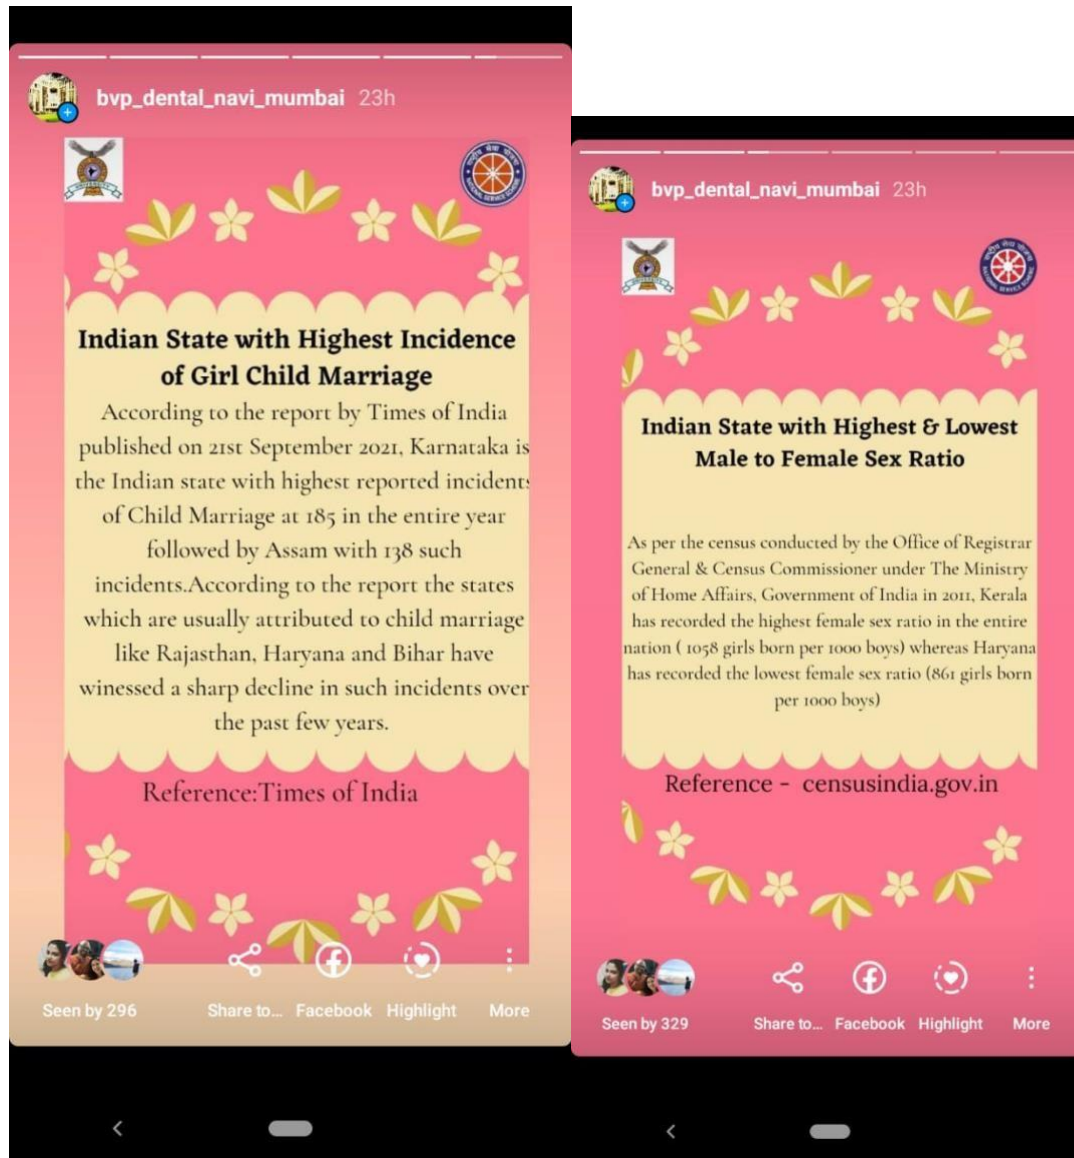 bvp_dental_navi_mumbai 23h
राष्ट्रीय सेवा योजना
NATIONAL SERVICE SCHEME
Indian State with Highest Incidence
of Girl Child Marriage
According to the report by Times of India
published on 21st September 2021, Karnataka is
the Indian state with highest reported incidents
of Child Marriage at 185 in the entire year
followed by Assam with 138 such
incidents.According to the report the states
which are usually attributed to child marriage
like Rajasthan, Haryana and Bihar have
winessed a sharp decline in such incidents over
the past few years.
Reference:Times of India
Seen by 296
Share to...
Facebook
Highlight
More
bvp_dental_navi_mumbai 23h
राष्ट्रीय सेवा योजना
NATIONAL SERVICE SCHEME
Indian State with Highest & Lowest
Male to Female Sex Ratio
As per the census conducted by the Office of Registrar
General & Census Commissioner under The Ministry
of Home Affairs, Government of India in 2011, Kerala
has recorded the highest female sex ratio in the entire
nation ( 1058 girls born per 1000 boys) whereas Haryana
has recorded the lowest female sex ratio (861 girls born
per 1000 boys)
Reference - censusindia.gov.in
Seen by 329
Share to...
Facebook
Highlight
More